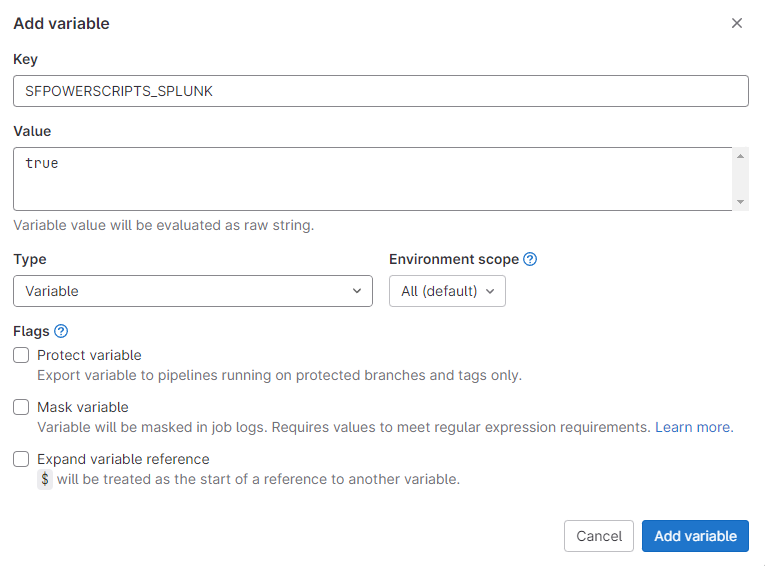 Add variable
Key
SFPOWERSCRIPTS_SPLUNK
Value
true
Variable value will be evaluated as raw string.
Type
Environment scope
Variable
All (default)
Flags
Protect variable
Export variable to pipelines running on protected branches and tags only.
Mask variable
Variable will be masked in job logs. Requires values to meet regular expression requirements. Learn more.
Expand variable reference
$ will be treated as the start of a reference to another variable.
Cancel
Add variable